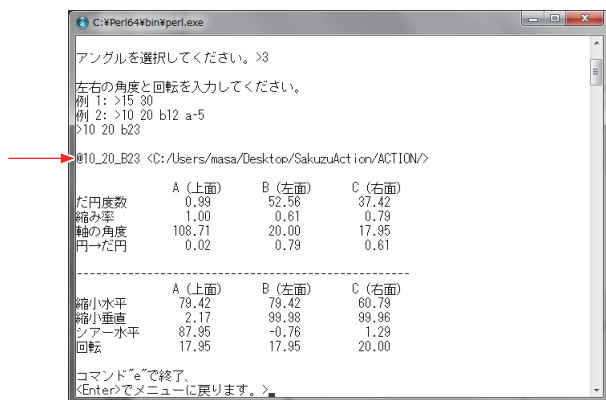 C:¥Perl64¥bin¥perl.exe
アングルを選択してください。>3
左右の角度と回転を入力してください。
例 1: >15 30
例 2: >10 20 b12 a-5
>10 20 b23
@10_20_B23 <C:/Users/masa/Desktop/SakuzuAction/ACTION/>
A (上面) B (左面) C (右面)
だ円度数 0.99 52.56 37.42
縮み率 1.00 0.61 0.79
軸の角度 108.71 20.00 17.95
円→だ円 0.02 0.79 0.61
--------------------------------------------------
A (上面) B (左面) C (右面)
縮小水平 79.42 79.42 60.79
縮小垂直 2.17 99.98 99.96
シアー水平 87.95 -0.76 1.29
回転 17.95 17.95 20.00
コマンド"e"で終了、
<Enter>でメニューに戻ります。>_